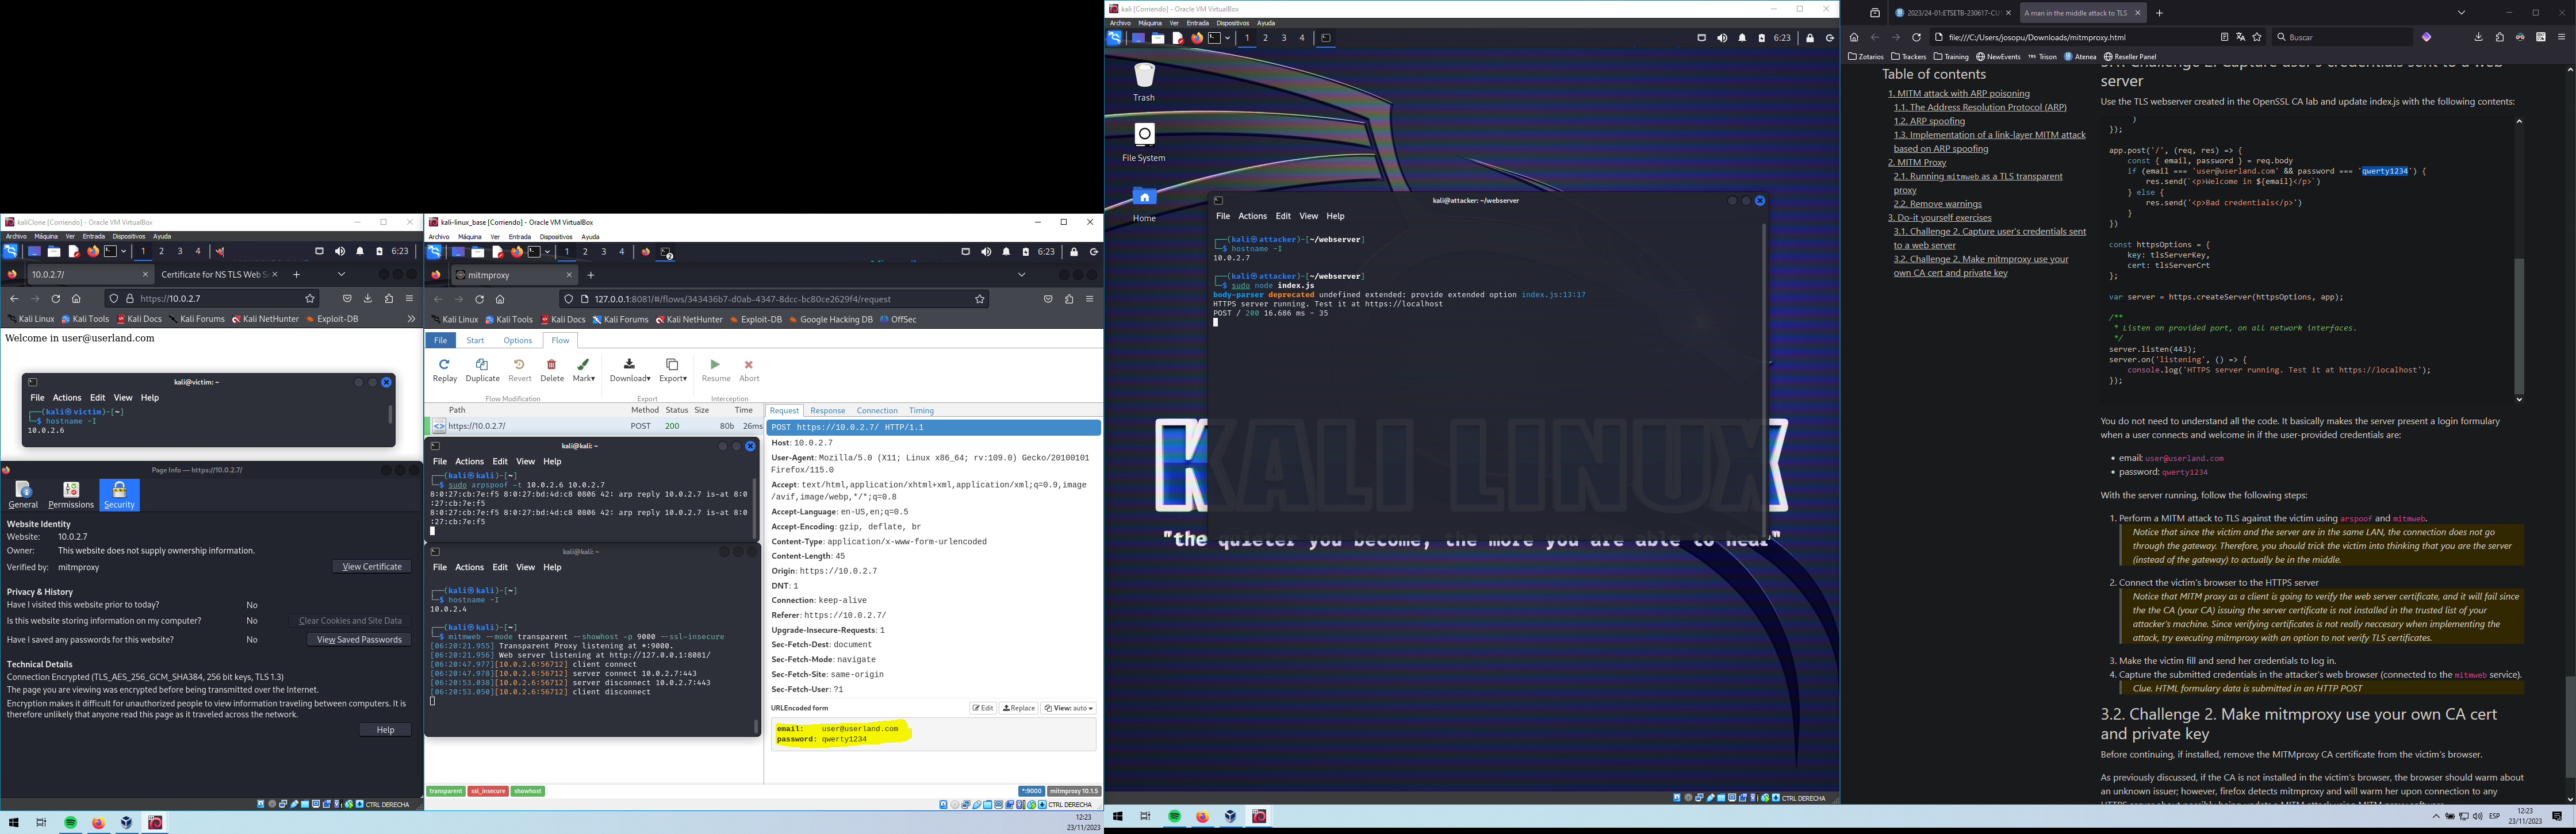 kaliClone [Corriendo] - Oracle VM VirtualBox
Archivo Máquina Ver Entrada Dispositivos Ayuda
1 2 3 4 6:23
10.0.2.7/ Certificate for NS TLS Web S
https://10.0.2.7
Kali Linux Kali Tools Kali Docs Kali Forums Kali NetHunter Exploit-DB
Welcome in user@userland.com
kali@victim: ~
File Actions Edit View Help
┌──(kali㉿victim)-[~]
└─$ hostname -I
10.0.2.6
Page Info — https://10.0.2.7/
General Permissions Security
Website Identity
Website: 10.0.2.7
Owner: This website does not supply ownership information.
Verified by: mitmproxy View Certificate
Privacy & History
Have I visited this website prior to today? No
Is this website storing information on my computer? No Clear Cookies and Site Data
Have I saved any passwords for this website? No View Saved Passwords
Technical Details
Connection Encrypted (TLS_AES_256_GCM_SHA384, 256 bit keys, TLS 1.3)
The page you are viewing was encrypted before being transmitted over the Internet.
Encryption makes it difficult for unauthorized people to view information traveling between computers. It is
therefore unlikely that anyone read this page as it traveled across the network.
Help
CTRL DERECHA
kali-linux_base [Corriendo] - Oracle VM VirtualBox
Archivo Máquina Ver Entrada Dispositivos Ayuda
1 2 3 4 6:23
mitmproxy
127.0.0.1:8081/#/flows/343436b7-d0ab-4347-8dcc-bc80ce2629f4/request
Kali Linux Kali Tools Kali Docs Kali Forums Kali NetHunter Exploit-DB Google Hacking DB OffSec
File Start Options Flow
Replay Duplicate Revert Delete Mark▾ Download▾ Export▾ Resume Abort
Flow Modification Export Interception
Path Method Status Size Time
https://10.0.2.7/ POST 200 80b 26ms
kali@kali: ~
File Actions Edit View Help
┌──(kali㉿kali)-[~]
└─$ sudo arpspoof -t 10.0.2.6 10.0.2.7
8:0:27:cb:7e:f5 8:0:27:bd:4d:c8 0806 42: arp reply 10.0.2.7 is-at 8:0
:27:cb:7e:f5
8:0:27:cb:7e:f5 8:0:27:bd:4d:c8 0806 42: arp reply 10.0.2.7 is-at 8:0
:27:cb:7e:f5
kali@kali: ~
File Actions Edit View Help
┌──(kali㉿kali)-[~]
└─$ hostname -I
10.0.2.4
┌──(kali㉿kali)-[~]
└─$ mitmweb --mode transparent --showhost -p 9000 --ssl-insecure
[06:20:21.955] Transparent Proxy listening at *:9000.
[06:20:21.956] Web server listening at http://127.0.0.1:8081/
[06:20:47.977][10.0.2.6:56712] client connect
[06:20:47.978][10.0.2.6:56712] server connect 10.0.2.7:443
[06:20:53.038][10.0.2.6:56712] server disconnect 10.0.2.7:443
[06:20:53.050][10.0.2.6:56712] client disconnect
Request Response Connection Timing
POST https://10.0.2.7/ HTTP/1.1
Host: 10.0.2.7
User-Agent: Mozilla/5.0 (X11; Linux x86_64; rv:109.0) Gecko/20100101
Firefox/115.0
Accept: text/html,application/xhtml+xml,application/xml;q=0.9,image
/avif,image/webp,*/*;q=0.8
Accept-Language: en-US,en;q=0.5
Accept-Encoding: gzip, deflate, br
Content-Type: application/x-www-form-urlencoded
Content-Length: 45
Origin: https://10.0.2.7
DNT: 1
Connection: keep-alive
Referer: https://10.0.2.7/
Upgrade-Insecure-Requests: 1
Sec-Fetch-Dest: document
Sec-Fetch-Mode: navigate
Sec-Fetch-Site: same-origin
Sec-Fetch-User: ?1
URLEncoded form Edit Replace View: auto ▾
email: user@userland.com
password: qwerty1234
transparent ssl_insecure showhost *:9000 mitmproxy 10.1.5
CTRL DERECHA
12:23
23/11/2023
kali [Corriendo] - Oracle VM VirtualBox
Archivo Máquina Ver Entrada Dispositivos Ayuda
1 2 3 4 6:23
Trash
File System
Home
kali@attacker: ~/webserver
File Actions Edit View Help
┌──(kali㉿attacker)-[~/webserver]
└─$ hostname -I
10.0.2.7
┌──(kali㉿attacker)-[~/webserver]
└─$ sudo node index.js
body-parser deprecated undefined extended: provide extended option index.js:13:17
HTTPS server running. Test it at https://localhost
POST / 200 16.686 ms - 35
KALI LINUX
"the quieter you become, the more you are able to hear"
CTRL DERECHA
2023/24-01:ETSETB-230617-CU A man in the middle attack to TLS
file:///C:/Users/josopu/Downloads/mitmproxy.html Buscar
Zotarios Trackers Training NewEvents Trison Atenea Reseller Panel
Table of contents
1. MITM attack with ARP poisoning
1.1. The Address Resolution Protocol (ARP)
1.2. ARP spoofing
1.3. Implementation of a link-layer MITM attack
based on ARP spoofing
2. MITM Proxy
2.1. Running mitmweb as a TLS transparent
proxy
2.2. Remove warnings
3. Do-it yourself exercises
3.1. Challenge 2. Capture user's credentials sent
to a web server
3.2. Challenge 2. Make mitmproxy use your
own CA cert and private key
3.1. Challenge 2. Capture user's credentials sent to a web
server
Use the TLS webserver created in the OpenSSL CA lab and update index.js with the following contents:
)
});
app.post('/', (req, res) => {
const { email, password } = req.body
if (email === 'user@userland.com' && password === 'qwerty1234') {
res.send(`<p>Welcome in ${email}</p>`)
} else {
res.send('<p>Bad credentials</p>')
}
})
const httpsOptions = {
key: tlsServerKey,
cert: tlsServerCrt
};
var server = https.createServer(httpsOptions, app);
/**
* Listen on provided port, on all network interfaces.
*/
server.listen(443);
server.on('listening', () => {
console.log('HTTPS server running. Test it at https://localhost');
});
You do not need to understand all the code. It basically makes the server present a login formulary
when a user connects and welcome in if the user-provided credentials are:
• email: user@userland.com
• password: qwerty1234
With the server running, follow the following steps:
1. Perform a MITM attack to TLS against the victim using arpspoof and mitmweb.
Notice that since the victim and the server are in the same LAN, the connection does not go
through the gateway. Therefore, you should trick the victim into thinking that you are the server
(instead of the gateway) to actually be in the middle.
2. Connect the victim's browser to the HTTPS server
Notice that MITM proxy as a client is going to verify the web server certificate, and it will fail since
the the CA (your CA) issuing the server certificate is not installed in the trusted list of your
attacker's machine. Since verifying certificates is not really neccesary when implementing the
attack, try executing mitmproxy with an option to not verify TLS certificates.
3. Make the victim fill and send her credentials to log in.
4. Capture the submitted credentials in the attacker's web browser (connected to the mitmweb service).
Clue. HTML formulary data is submitted in an HTTP POST
3.2. Challenge 2. Make mitmproxy use your own CA cert
and private key
Before continuing, if installed, remove the MITMproxy CA certificate from the victim's browser.
As previously discussed, if the CA is not installed in the victim's browser, the browser should warm about
an unknown issuer; however, firefox detects mitmproxy and will warm her upon connection to any
ESP
12:23
23/11/2023